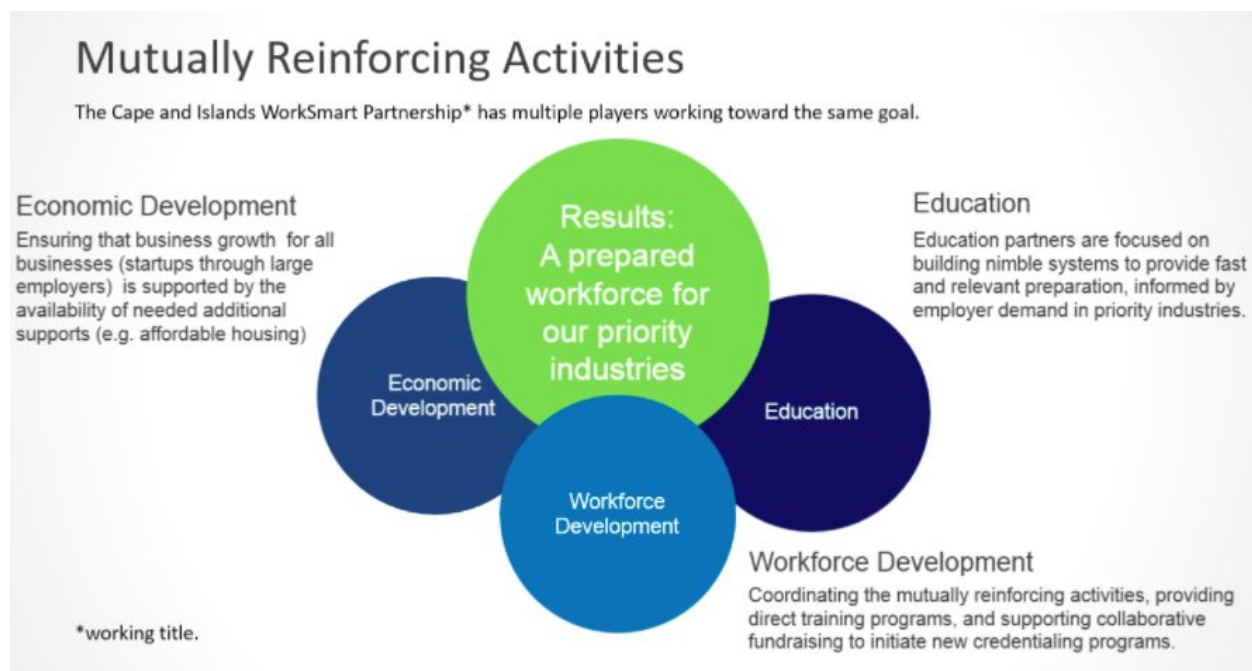 Mutually Reinforcing Activities
The Cape and Islands WorkSmart Partnership* has multiple players working toward the same goal.
Economic Development
Ensuring that business growth  for all
businesses (startups through large
employers)  is supported by the
availability of needed additional
supports (e.g. affordable housing)
Results:
A prepared
workforce for
our priority
industries
Education
Education partners are focused on
building nimble systems to provide fast
and relevant preparation, informed by
employer demand in priority industries.
Economic
Development
Education
Workforce
Development
Workforce Development
Coordinating the mutually reinforcing activities, providing
direct training programs, and supporting collaborative
fundraising to initiate new credentialing programs.
*working title.